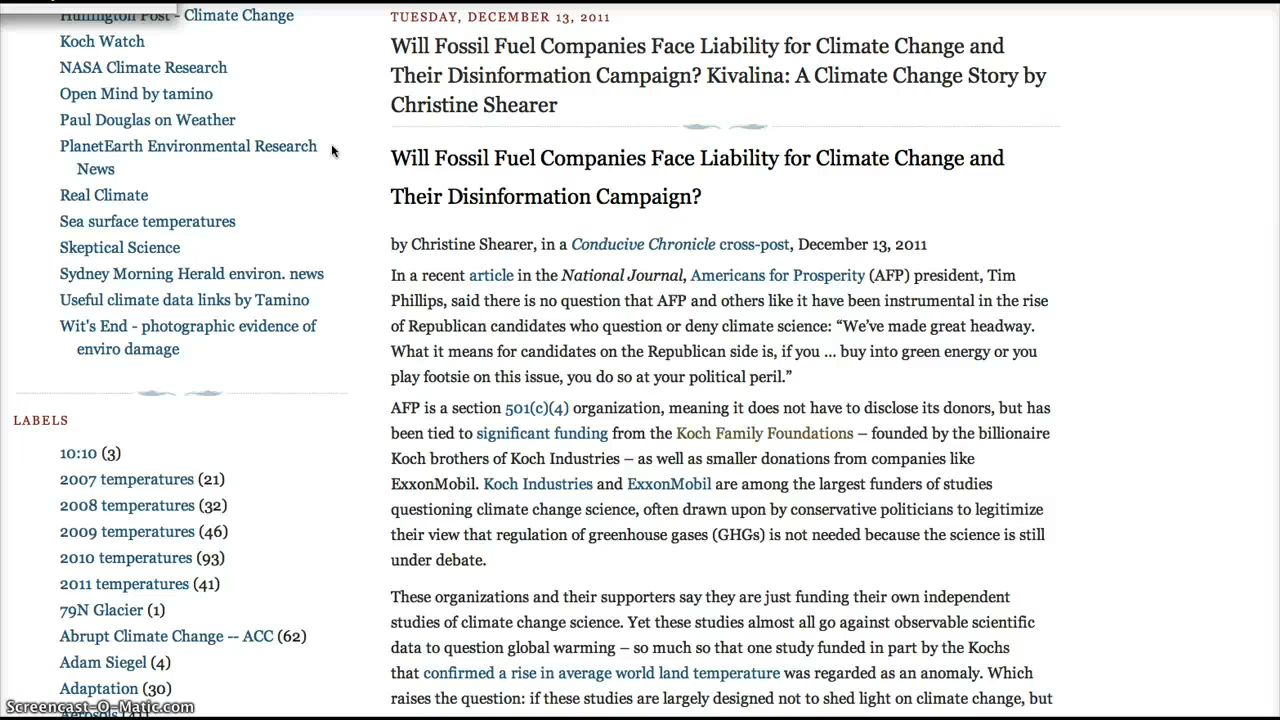 Huffington Post - Climate Change
Koch Watch
NASA Climate Research
Open Mind by tamino
Paul Douglas on Weather
PlanetEarth Environmental Research
News
Real Climate
Sea surface temperatures
Skeptical Science
Sydney Morning Herald environ. news
Useful climate data links by Tamino
Wit's End - photographic evidence of
enviro damage
LABELS
10:10 (3)
2007 temperatures (21)
2008 temperatures (32)
2009 temperatures (46)
2010 temperatures (93)
2011 temperatures (41)
79N Glacier (1)
Abrupt Climate Change -- ACC (62)
Adam Siegel (4)
Adaptation (30)
Aerosols (41)
TUESDAY, DECEMBER 13, 2011
Will Fossil Fuel Companies Face Liability for Climate Change and
Their Disinformation Campaign? Kivalina: A Climate Change Story by
Christine Shearer
Will Fossil Fuel Companies Face Liability for Climate Change and
Their Disinformation Campaign?
by Christine Shearer, in a Conducive Chronicle cross-post, December 13, 2011
In a recent article in the National Journal, Americans for Prosperity (AFP) president, Tim
Phillips, said there is no question that AFP and others like it have been instrumental in the rise
of Republican candidates who question or deny climate science: “We’ve made great headway.
What it means for candidates on the Republican side is, if you … buy into green energy or you
play footsie on this issue, you do so at your political peril.”
AFP is a section 501(c)(4) organization, meaning it does not have to disclose its donors, but has
been tied to significant funding from the Koch Family Foundations – founded by the billionaire
Koch brothers of Koch Industries – as well as smaller donations from companies like
ExxonMobil. Koch Industries and ExxonMobil are among the largest funders of studies
questioning climate change science, often drawn upon by conservative politicians to legitimize
their view that regulation of greenhouse gases (GHGs) is not needed because the science is still
under debate.
These organizations and their supporters say they are just funding their own independent
studies of climate change science. Yet these studies almost all go against observable scientific
data to question global warming – so much so that one study funded in part by the Kochs
that confirmed a rise in average world land temperature was regarded as an anomaly. Which
raises the question: if these studies are largely designed not to shed light on climate change, but
Screencast-O-Matic.com